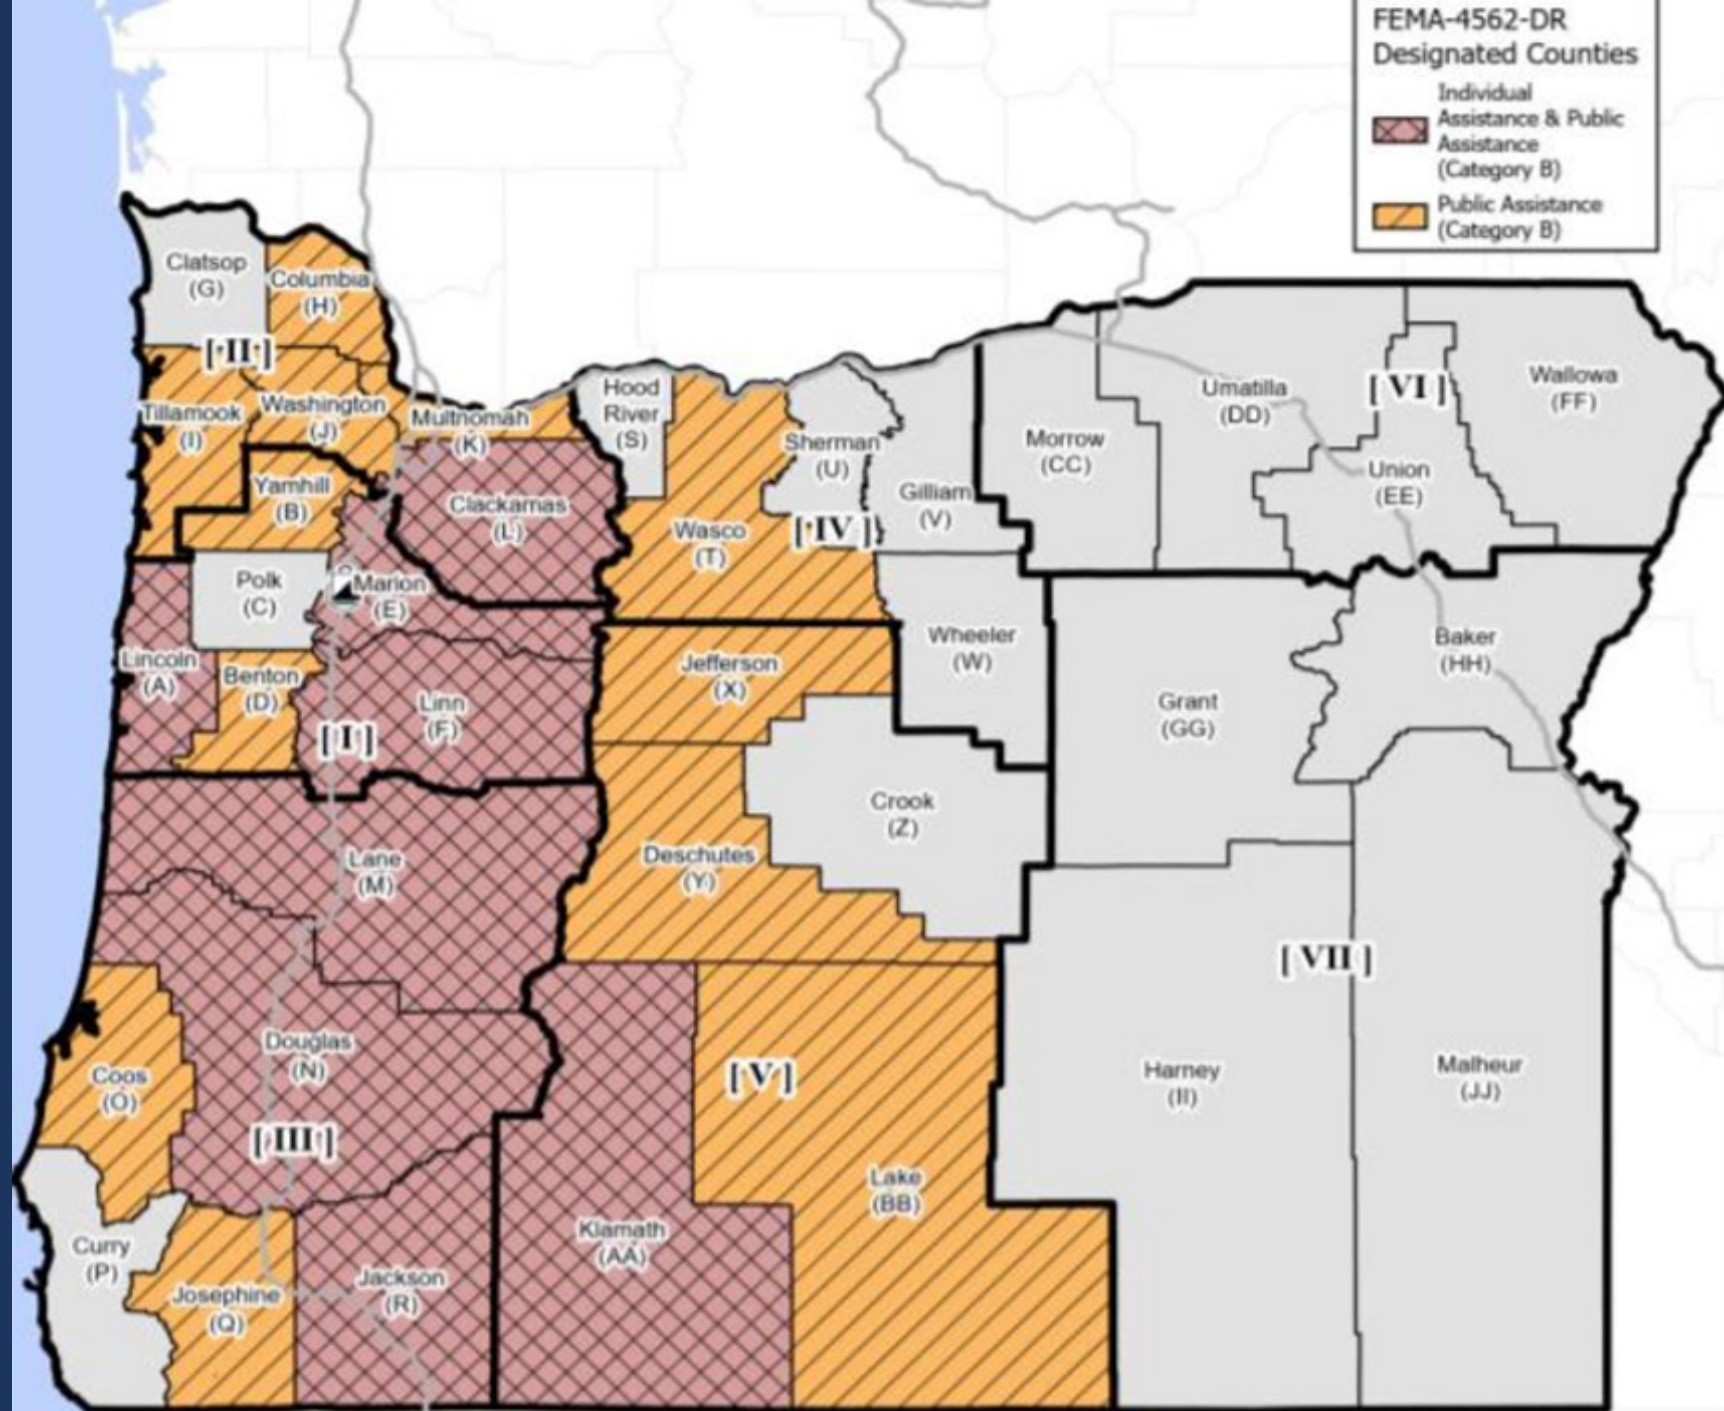 FEMA-4562-DR
Designated Counties
Individual
Assistance & Public
Assistance
(Category B)
Public Assistance
(Category B)
Clatsop
(G)
Columbia
(H)
[ II ]
Tillamook
(I)
Washington
(J)
Multnomah
(K)
Hood
River
(S)
Yamhill
(B)
Clackamas
(L)
Wasco
(T)
Sherman
(U)
Gilliam
(V)
[ IV ]
Morrow
(CC)
Umatilla
(DD)
[ VI ]
Union
(EE)
Wallowa
(FF)
Polk
(C)
Marion
(E)
Lincoln
(A)
Benton
(D)
Linn
(F)
[ I ]
Jefferson
(X)
Wheeler
(W)
Grant
(GG)
Baker
(HH)
Crook
(Z)
Deschutes
(Y)
Lane
(M)
Douglas
(N)
Coos
(O)
[ III ]
[ V ]
[ VII ]
Harney
(II)
Malheur
(JJ)
Lake
(BB)
Klamath
(AA)
Curry
(P)
Josephine
(Q)
Jackson
(R)